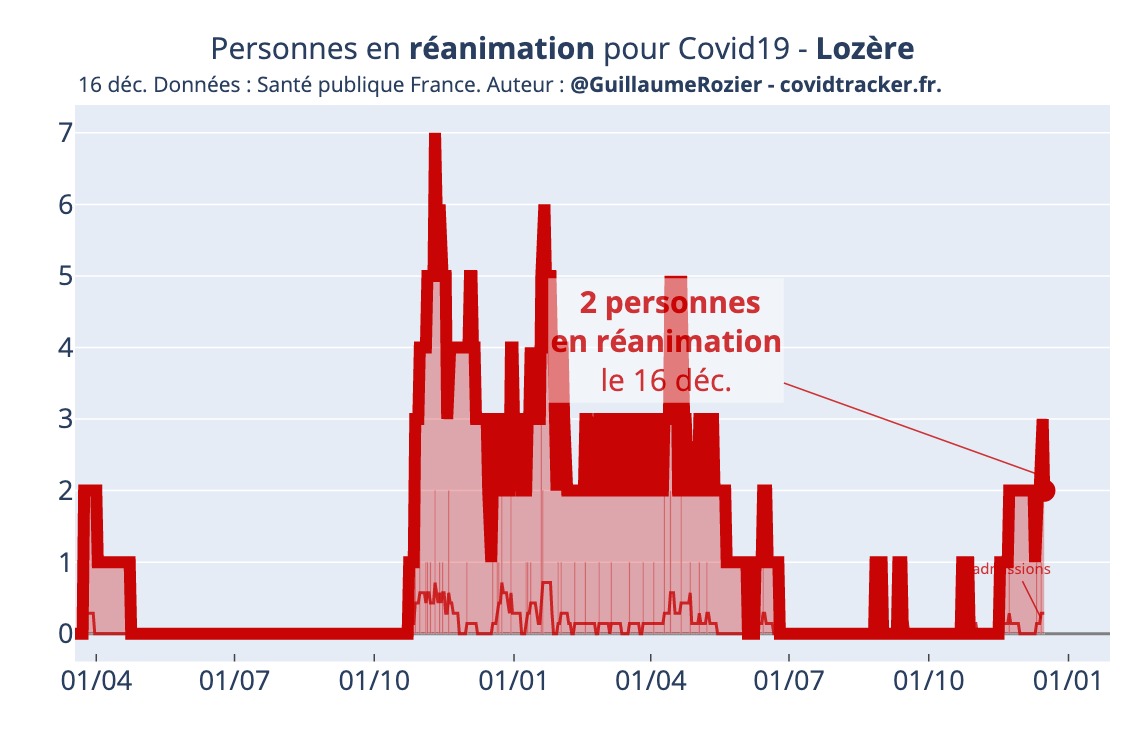 Personnes en réanimation pour Covid19 - Lozère
16 déc. Données : Santé publique France. Auteur : @GuillaumeRozier - covidtracker.fr.
7
6
5
4
3
2
1
0
2 personnes
en réanimation
le 16 déc.
admissions
01/04
01/07
01/10
01/01
01/04
01/07
01/10
01/01